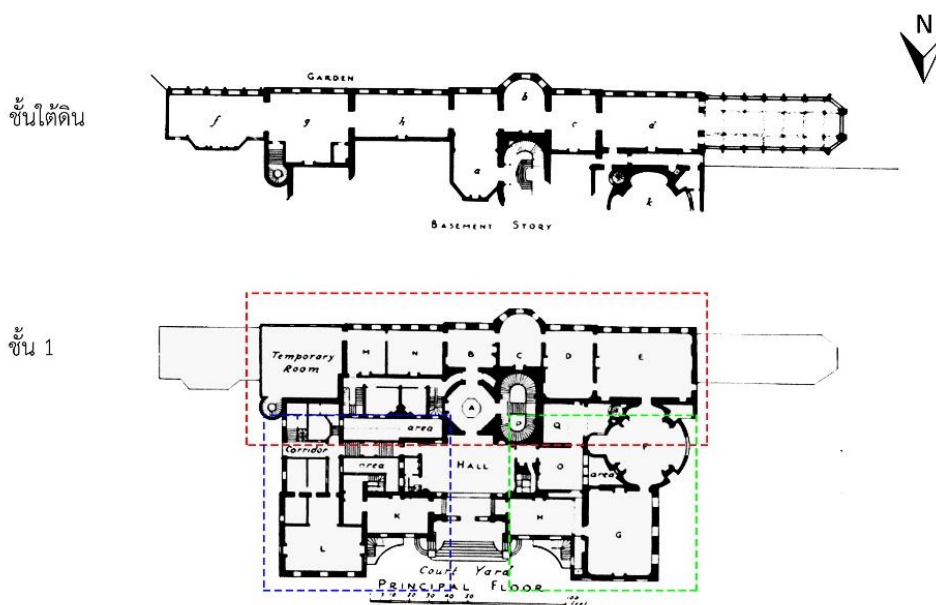 N
GARDEN
ชั้นใต้ดิน
f
g
h
b
c
d
a
k
BASEMENT STORY
ชั้น 1
Temporary Room
M
N
B
C
D
E
A
P
Q
F
area
Corridor
area
HALL
O
area
K
H
G
L
Court Yard
PRINCIPAL FLOOR